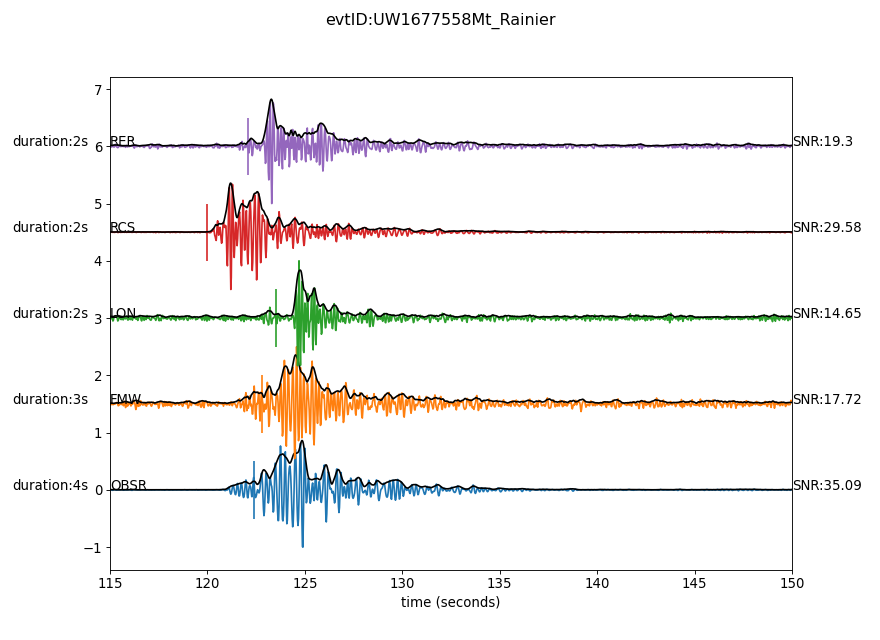 evtID:UW1677558Mt_Rainier
7
duration:2s 6 RER SNR:19.3
5
duration:2s RCS SNR:29.58
4
duration:2s 3 LON SNR:14.65
2
duration:3s FMW SNR:17.72
1
duration:4s 0 OBSR SNR:35.09
−1
115 120 125 130 135 140 145 150
time (seconds)